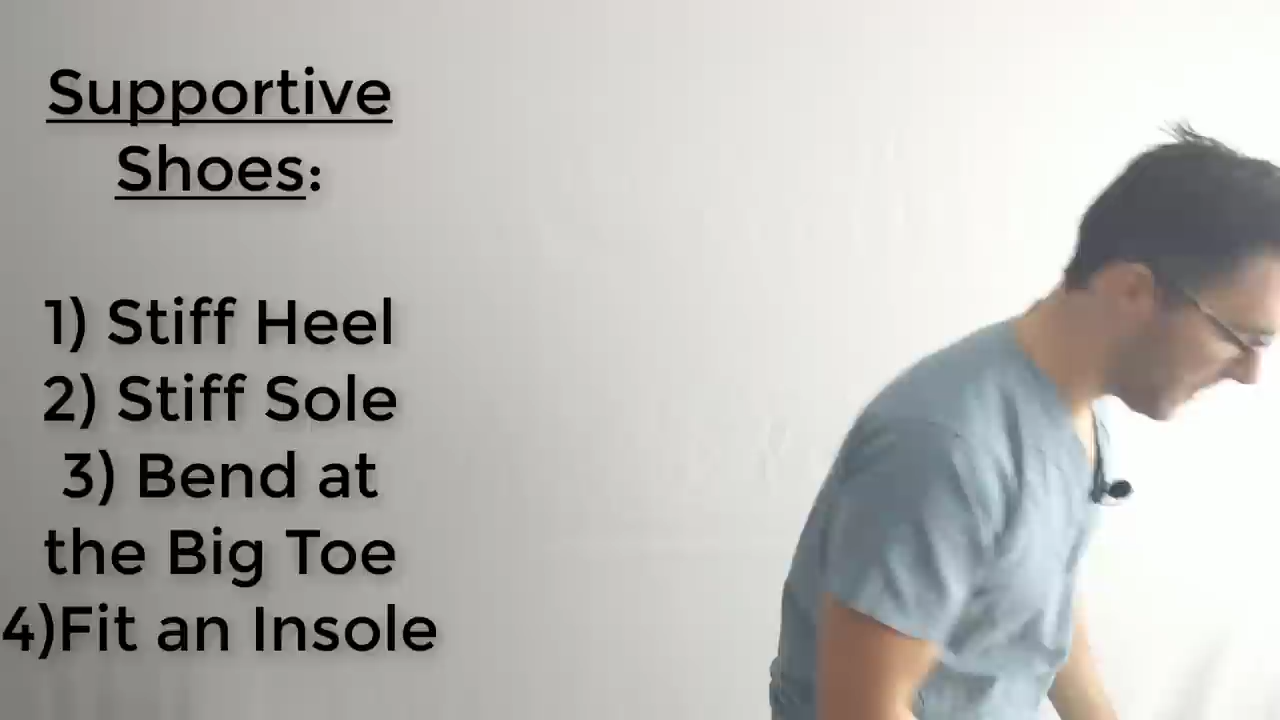 Supportive
Shoes:
1) Stiff Heel
2) Stiff Sole
3) Bend at
the Big Toe
4)Fit an Insole